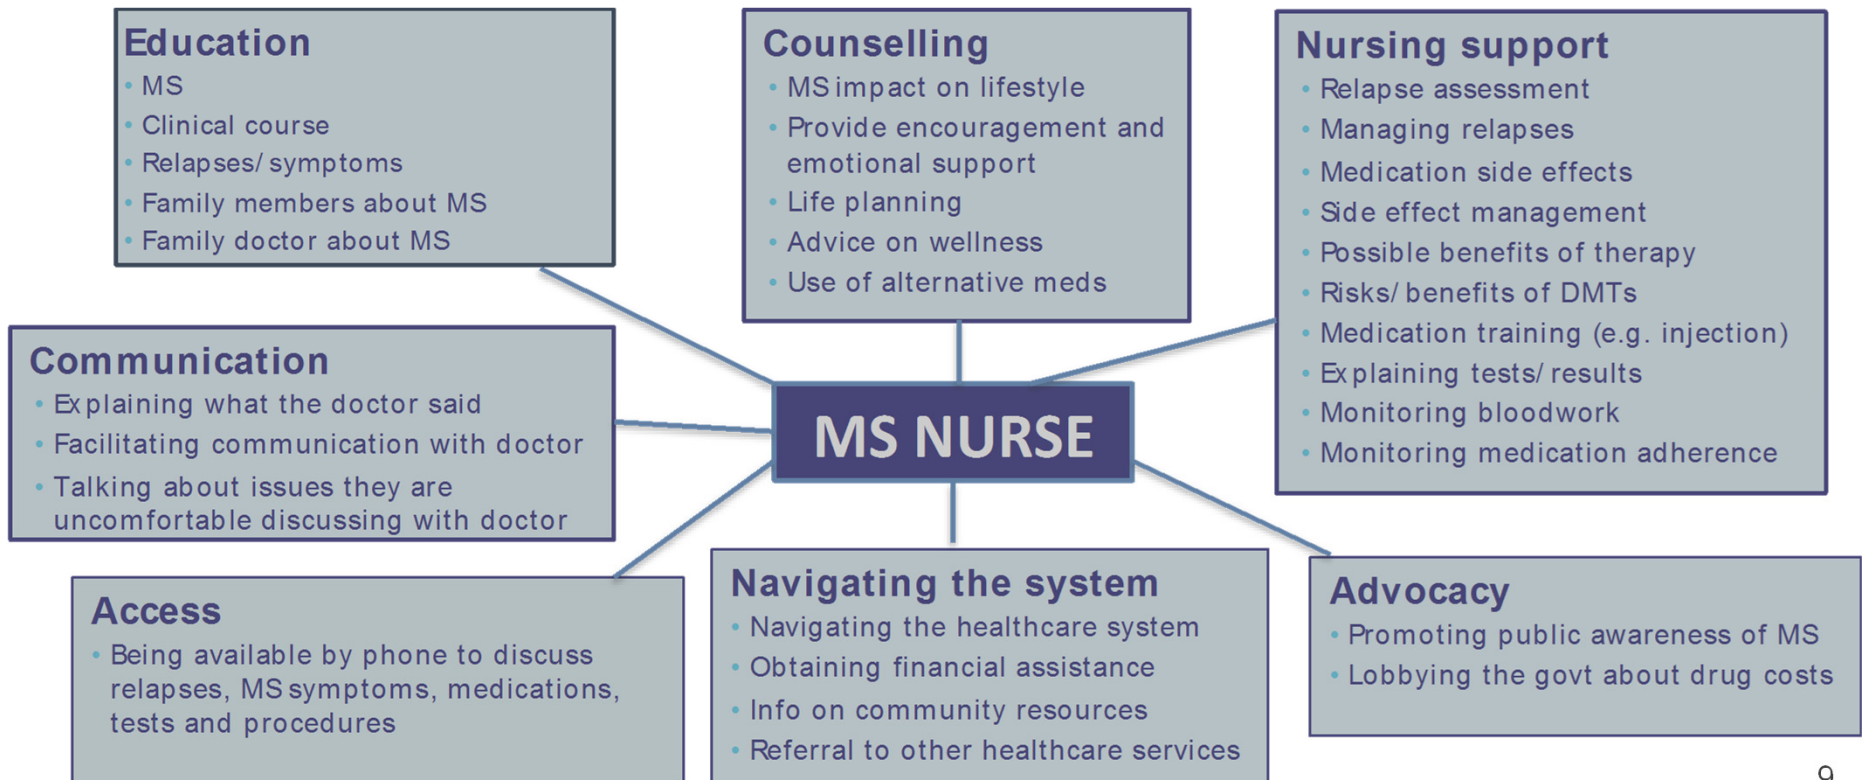 Education
• MS
• Clinical course
• Relapses/ symptoms
• Family members about MS
• Family doctor about MS
Counselling
• MS impact on lifestyle
• Provide encouragement and
emotional support
• Life planning
• Advice on wellness
• Use of alternative meds
Nursing support
• Relapse assessment
• Managing relapses
• Medication side effects
• Side effect management
• Possible benefits of therapy
• Risks/ benefits of DMTs
• Medication training (e.g. injection)
• Explaining tests/ results
• Monitoring bloodwork
• Monitoring medication adherence
Communication
• Explaining what the doctor said
• Facilitating communication with doctor
• Talking about issues they are
uncomfortable discussing with doctor
MS NURSE
Access
• Being available by phone to discuss
relapses, MS symptoms, medications,
tests and procedures
Navigating the system
• Navigating the healthcare system
• Obtaining financial assistance
• Info on community resources
• Referral to other healthcare services
Advocacy
• Promoting public awareness of MS
• Lobbying the govt about drug costs
9